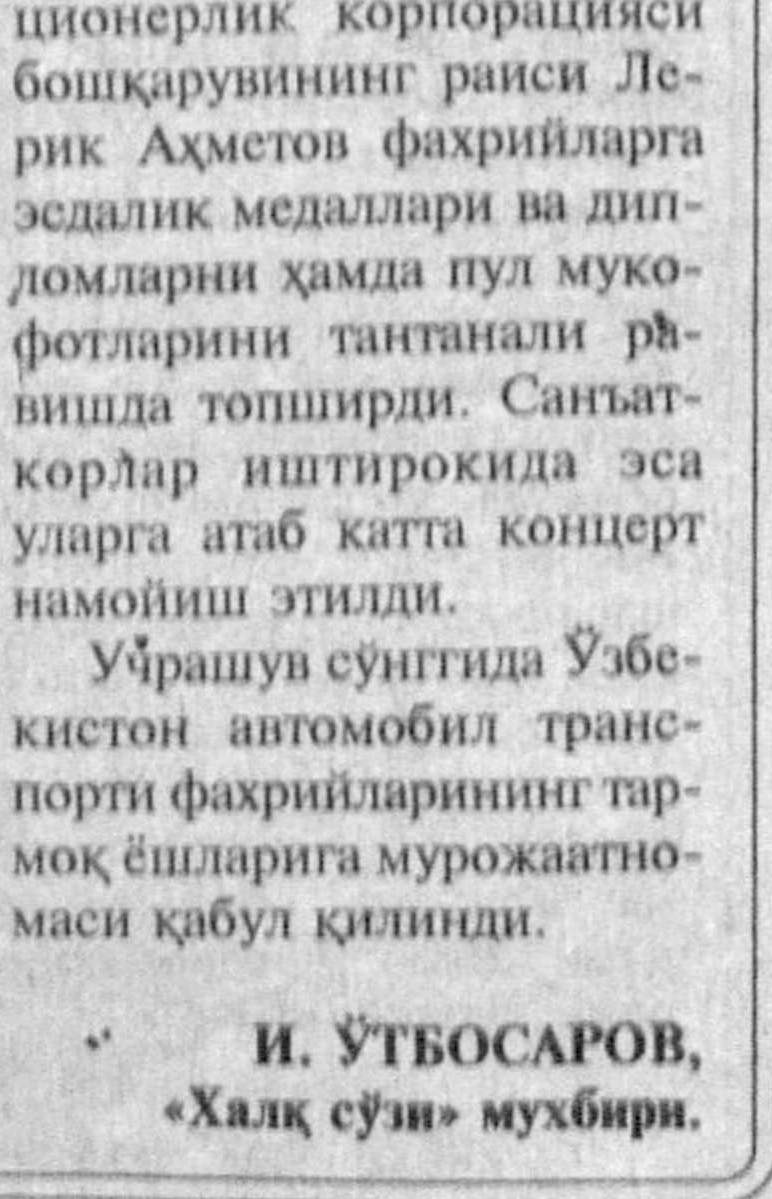 ционерлик корпорацияси
бошқарувининг раиси Ле-
рик Аҳметов фахрийларга
эсдалик медаллари ва дип-
ломларни ҳамда пул муко-
фотларини тантанали ра-
вишда топширди. Санъат-
корлар иштирокида эса
уларга атаб катта концерт
намойиш этилди.
Учрашув сўнггида Ўзбе-
кистон автомобил транс-
порти фахрийларининг тар-
моқ ёшларига мурожаатно-
маси қабул қилинди.
И. ЎТБОСАРОВ,
«Халқ сўзи» мухбири.